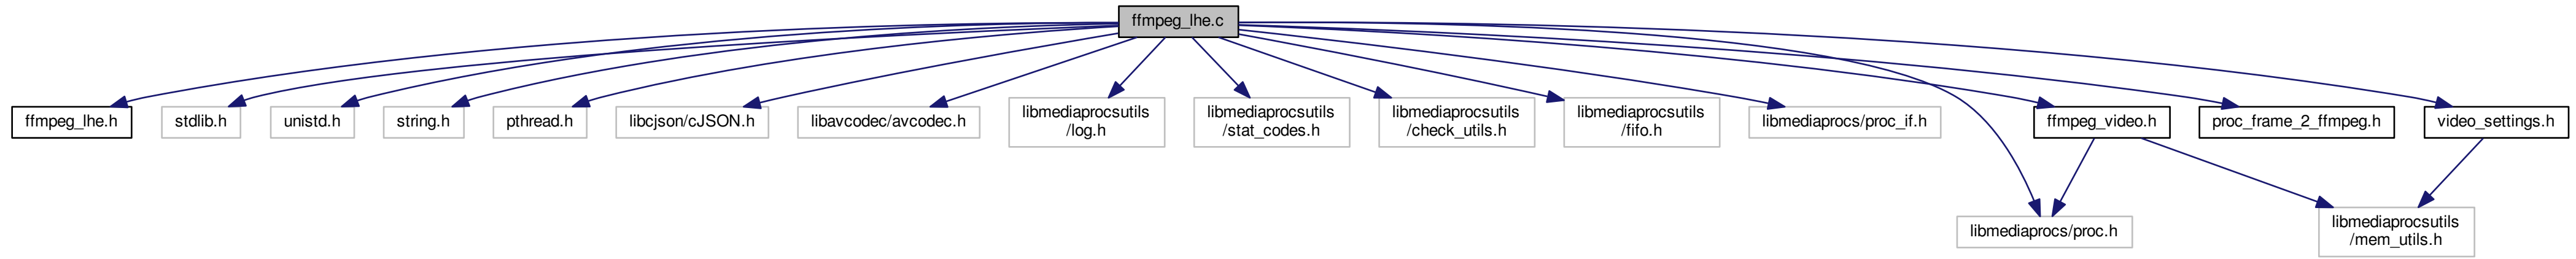 ffmpeg_lhe.c
ffmpeg_lhe.h
stdlib.h
unistd.h
string.h
pthread.h
libcjson/cJSON.h
libavcodec/avcodec.h
libmediaprocsutils
/log.h
libmediaprocsutils
/stat_codes.h
libmediaprocsutils
/check_utils.h
libmediaprocsutils
/fifo.h
libmediaprocs/proc_if.h
ffmpeg_video.h
proc_frame_2_ffmpeg.h
video_settings.h
libmediaprocs/proc.h
libmediaprocsutils
/mem_utils.h